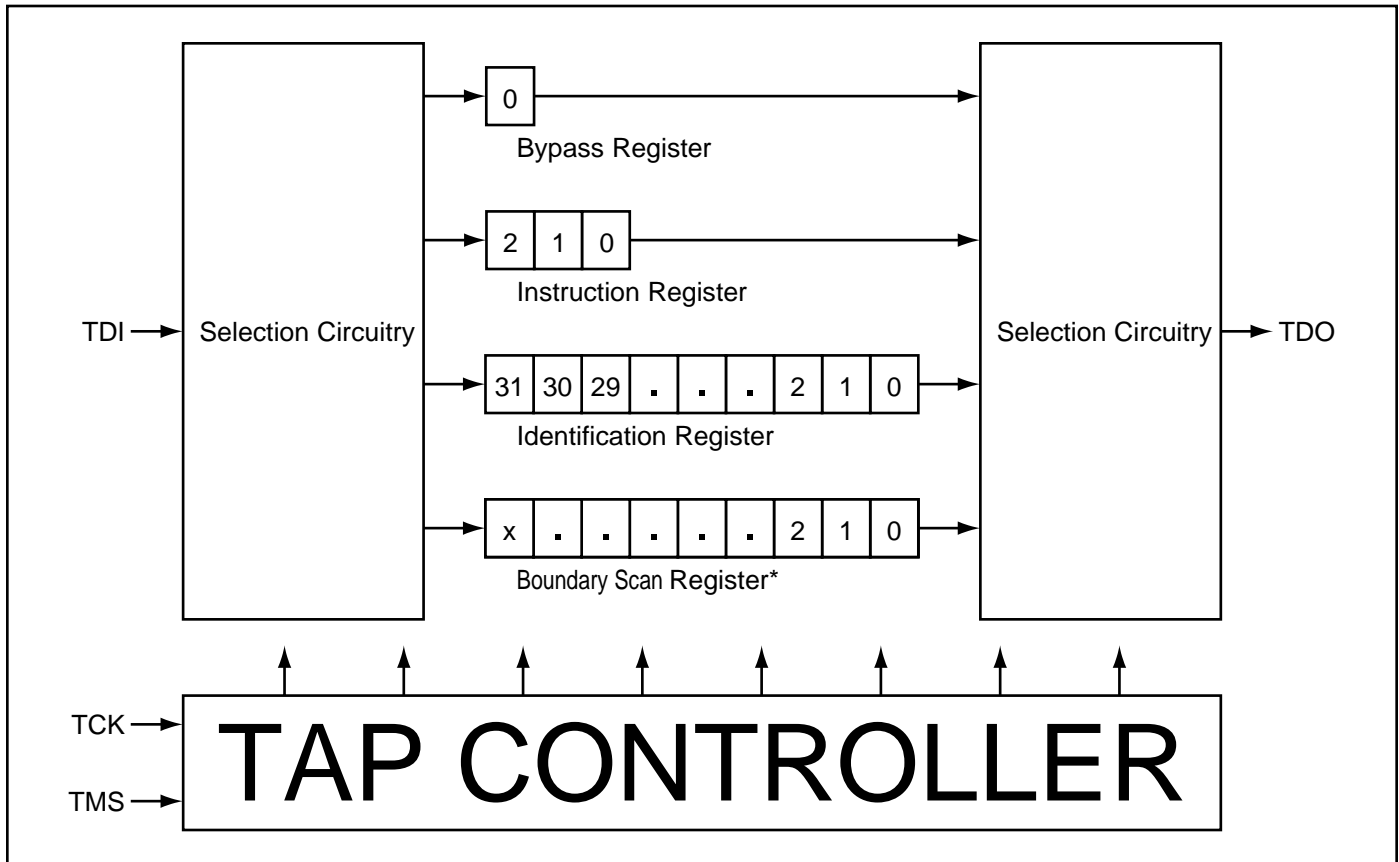 0
Bypass Register
2 1 0
Instruction Register
TDI
Selection Circuitry
Selection Circuitry
TDO
31 30 29 . . . 2 1 0
Identification Register
x . . . . . 2 1 0
Boundary Scan Register*
TCK
TMS
TAP CONTROLLER